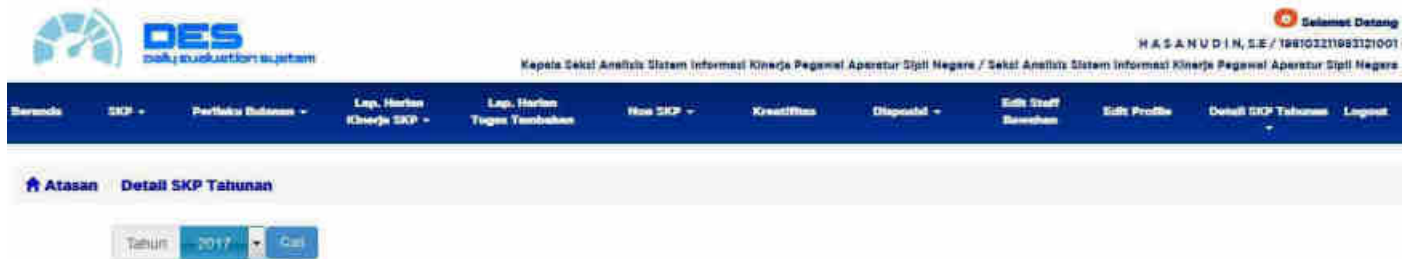 DES
Daily evaluation system
Selamat Datang
H A S A N U D I N, S.E /
Kepala Seksi Analisis Sistem Informasi Kinerja Pegawai Aparatur Sipil Negara / Seksi Analisis Sistem Informasi Kinerja Pegawai Aparatur Sipil Negara
Beranda SKP Perilaku Bulanan Lap. Harian Kinerja SKP Lap. Harian Tugas Tambahan Non SKP Kreatifitas Disposisi Edit Staff Bawahan Edit Profile Detail SKP Tahunan Logout
Atasan Detail SKP Tahunan
Tahun 2017 Cari